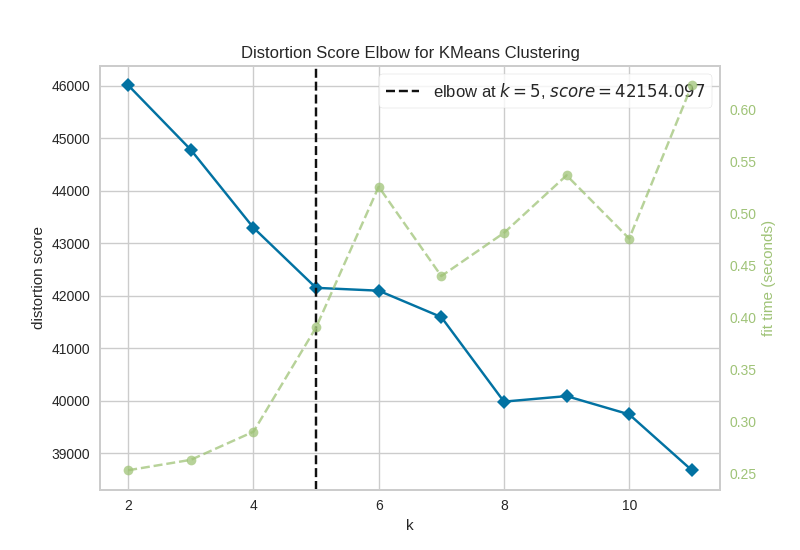 Distortion Score Elbow for KMeans Clustering
elbow at k = 5, score = 42154.097
46000
45000
44000
43000
42000
41000
40000
39000
distortion score
0.60
0.55
0.50
0.45
0.40
0.35
0.30
0.25
fit time (seconds)
2 4 6 8 10
k